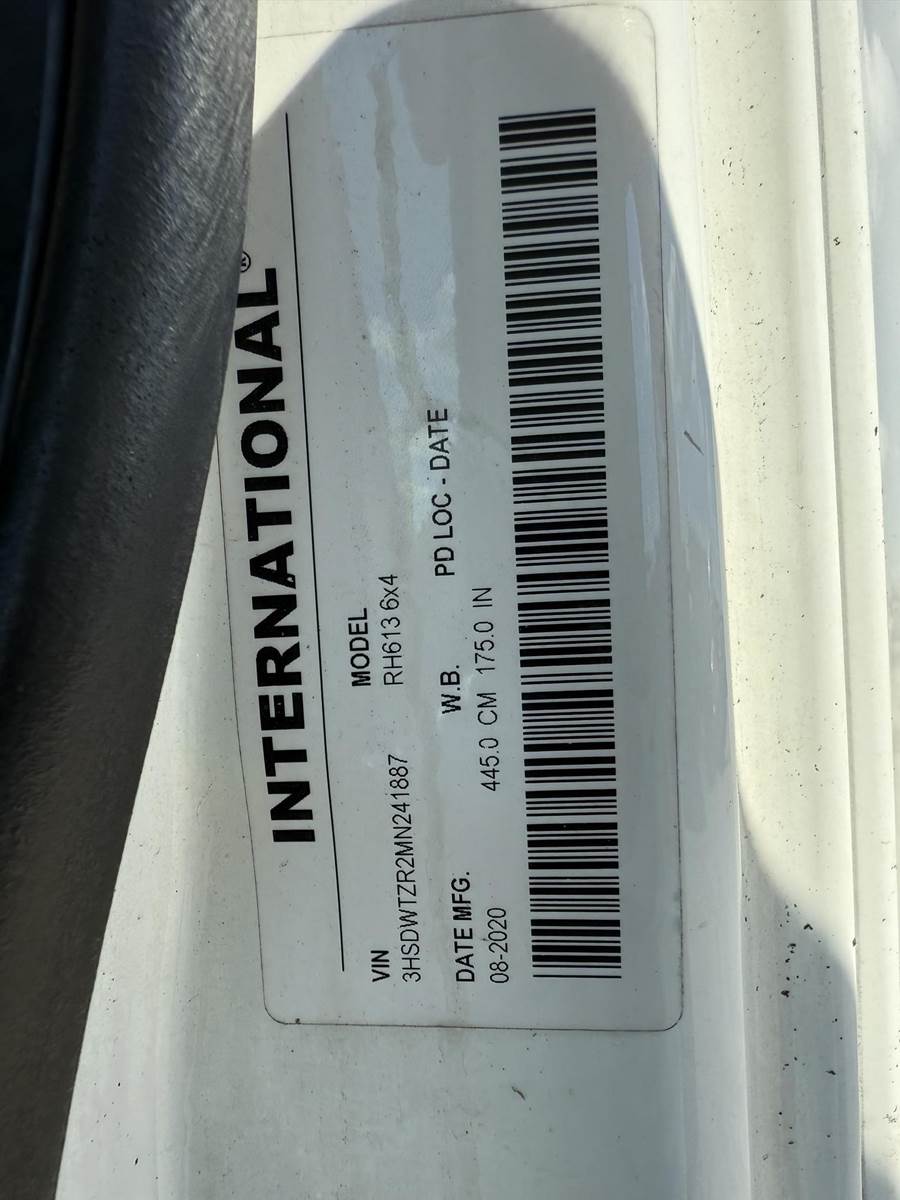 INTERNATIONAL®
VIN MODEL
3HSDWTZR2MN241887 RH613 6x4
DATE MFG. W.B. PD LOC - DATE
08-2020 445.0 CM 175.0 IN